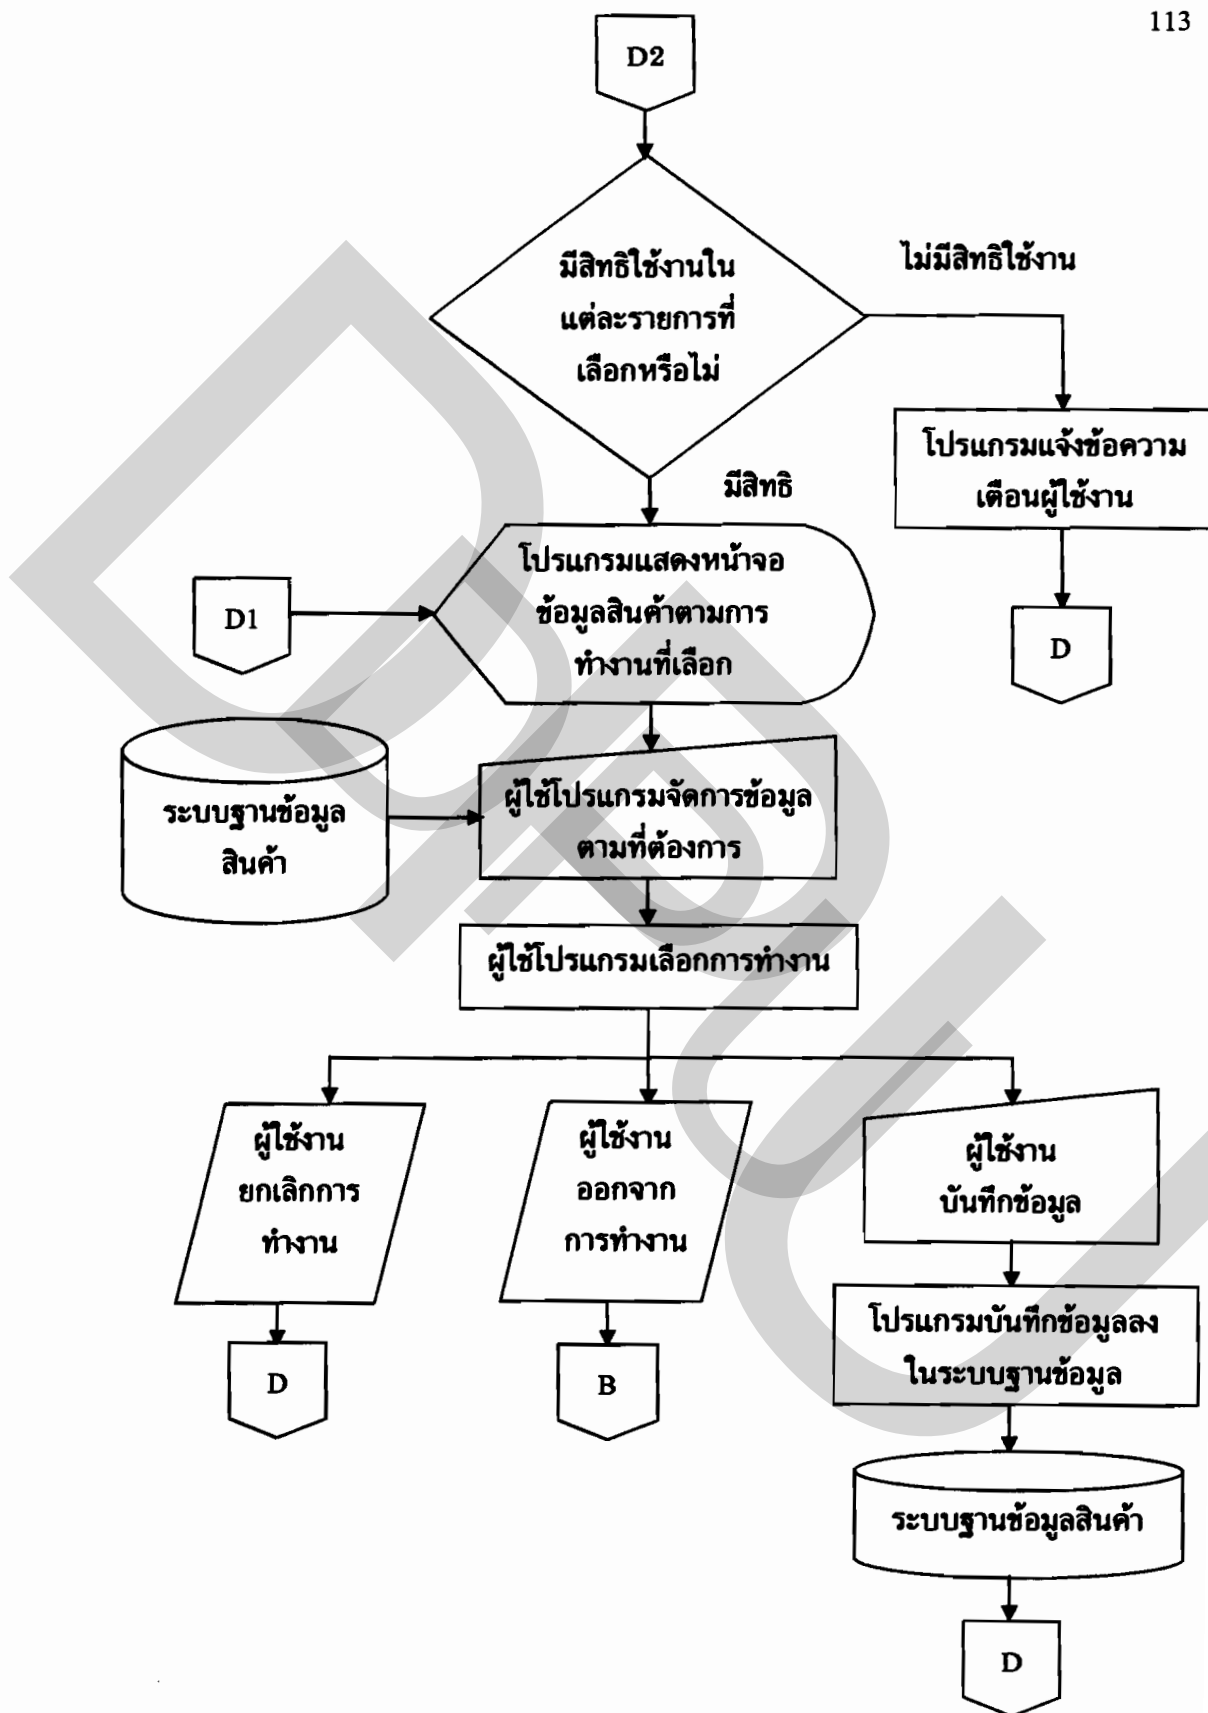 113
D2
มีสิทธิใช้งานใน
แต่ละรายการที่
เลือกหรือไม่
ไม่มีสิทธิใช้งาน
โปรแกรมแจ้งข้อความ
เตือนผู้ใช้งาน
D
มีสิทธิ
โปรแกรมแสดงหน้าจอ
ข้อมูลสินค้าตามการ
ทำงานที่เลือก
D1
ระบบฐานข้อมูล
สินค้า
ผู้ใช้โปรแกรมจัดการข้อมูล
ตามที่ต้องการ
ผู้ใช้โปรแกรมเลือกการทำงาน
ผู้ใช้งาน
ยกเลิกการ
ทำงาน
D
ผู้ใช้งาน
ออกจาก
การทำงาน
B
ผู้ใช้งาน
บันทึกข้อมูล
โปรแกรมบันทึกข้อมูลลง
ในระบบฐานข้อมูล
ระบบฐานข้อมูลสินค้า
D
DPU